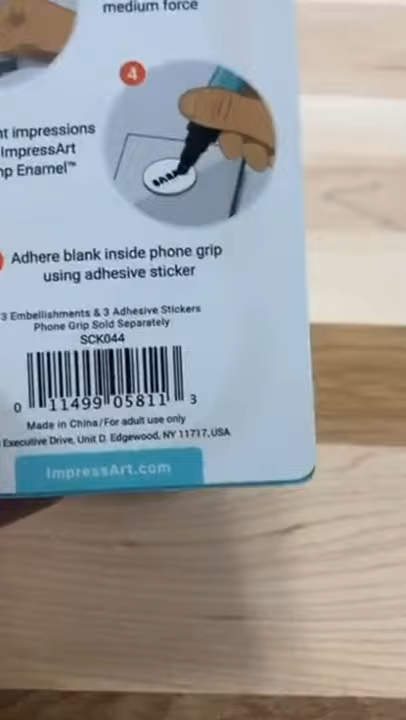 medium force
4
nt impressions
ImpressArt
mp Enamel™
Adhere blank inside phone grip
using adhesive sticker
3 Embellishments & 3 Adhesive Stickers
Phone Grip Sold Separately
SCK044
0 11499 05811 3
Made in China/For adult use only
Executive Drive, Unit D. Edgewood, NY 11717, USA
ImpressArt.com